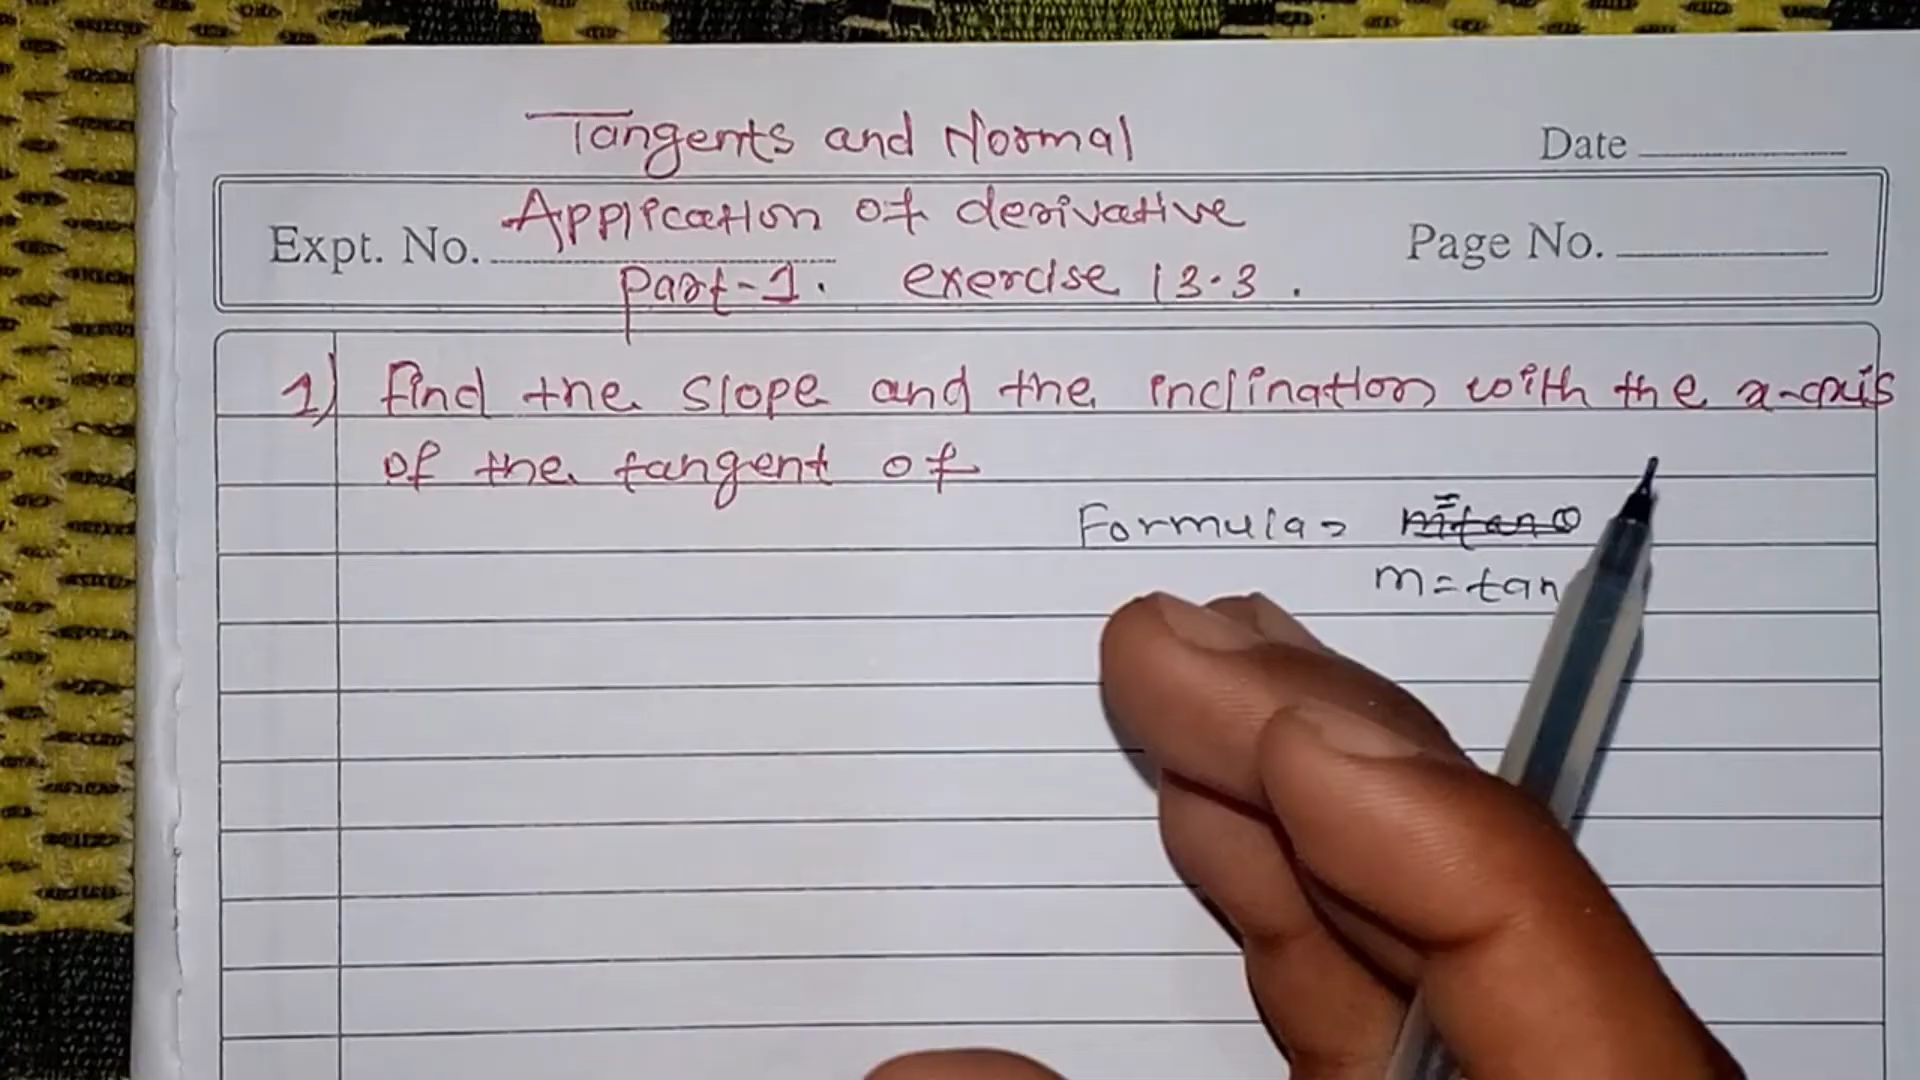 Tangents and Normal
Date
Application of derivative
Expt. No.
Page No.
Part-1. exercise 13.3.
1) find the slope and the inclination with the x-axis
of the tangent of
Formula = m=tanθ
m=tan